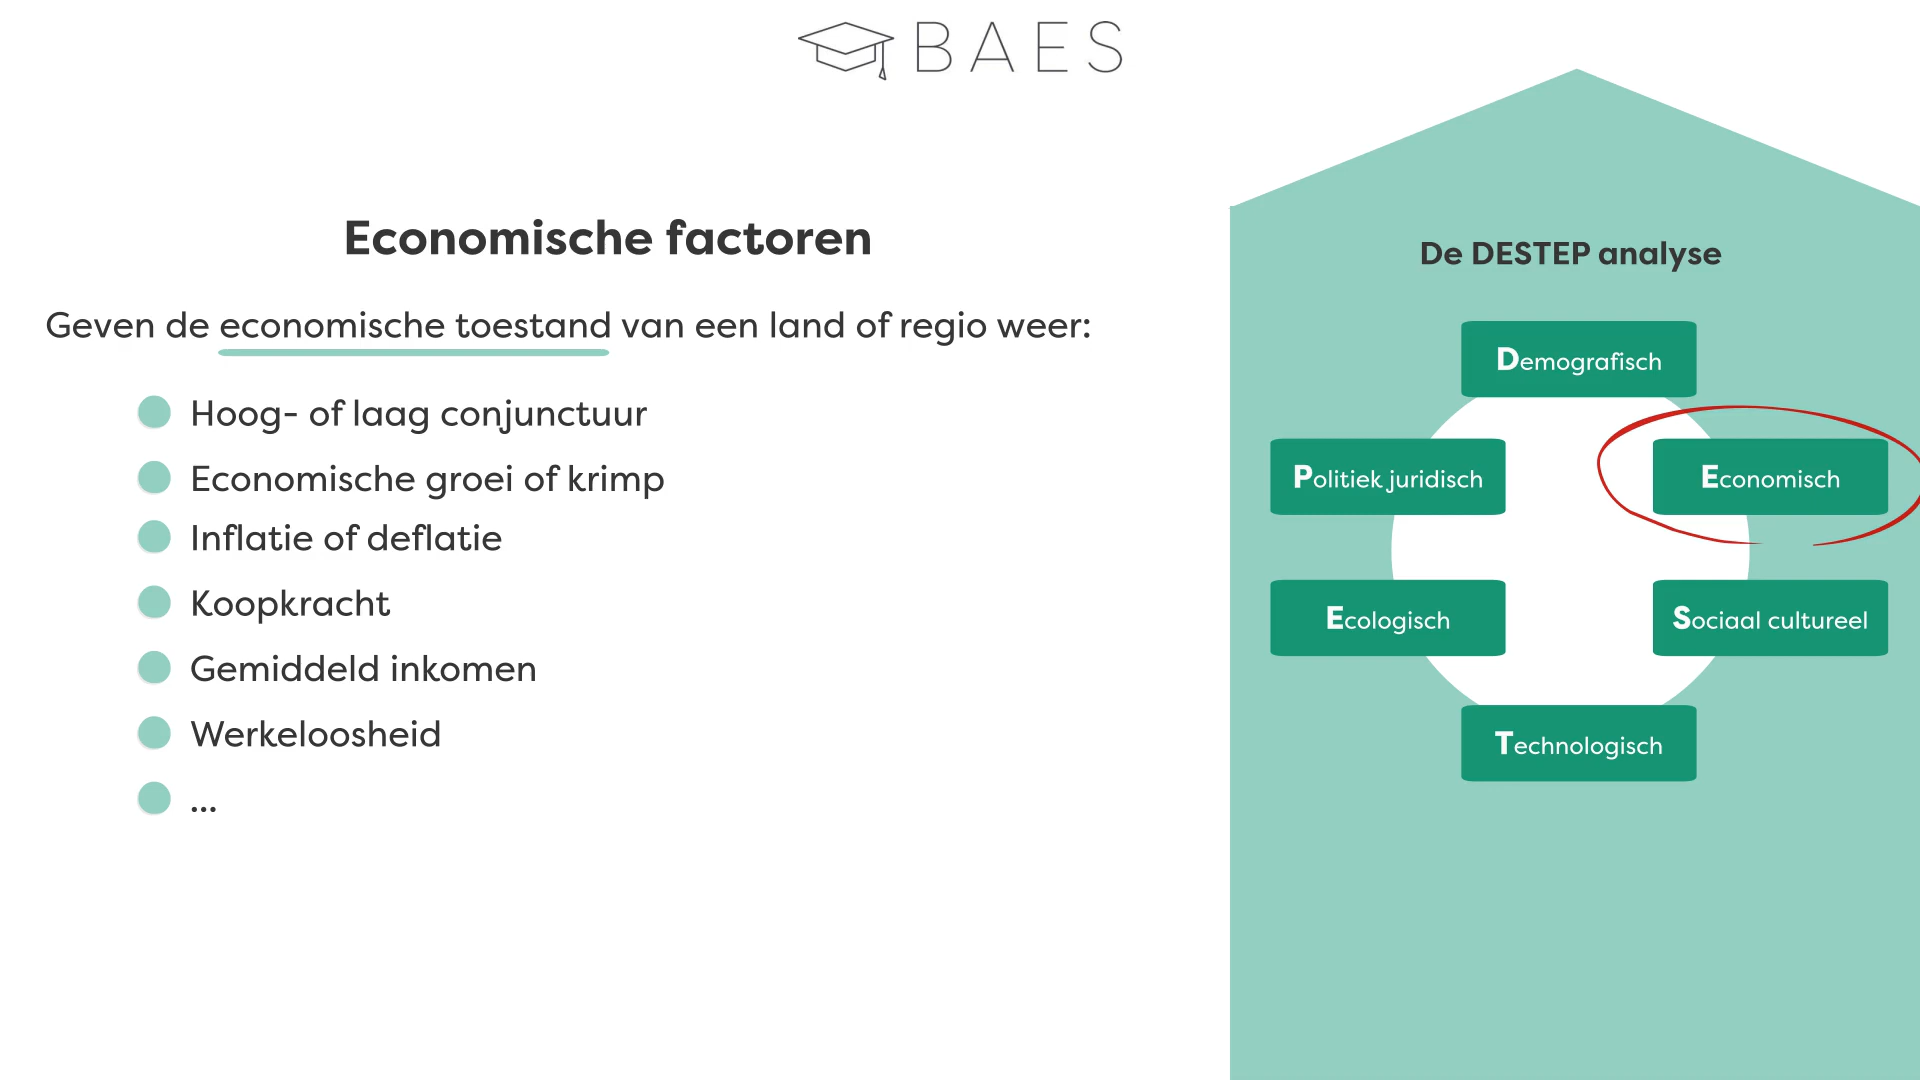 BAES
Economische factoren
Geven de economische toestand van een land of regio weer:
Hoog- of laag conjunctuur
Economische groei of krimp
Inflatie of deflatie
Koopkracht
Gemiddeld inkomen
Werkeloosheid
...
De DESTEP analyse
Demografisch
Politiek juridisch
Economisch
Ecologisch
Sociaal cultureel
Technologisch